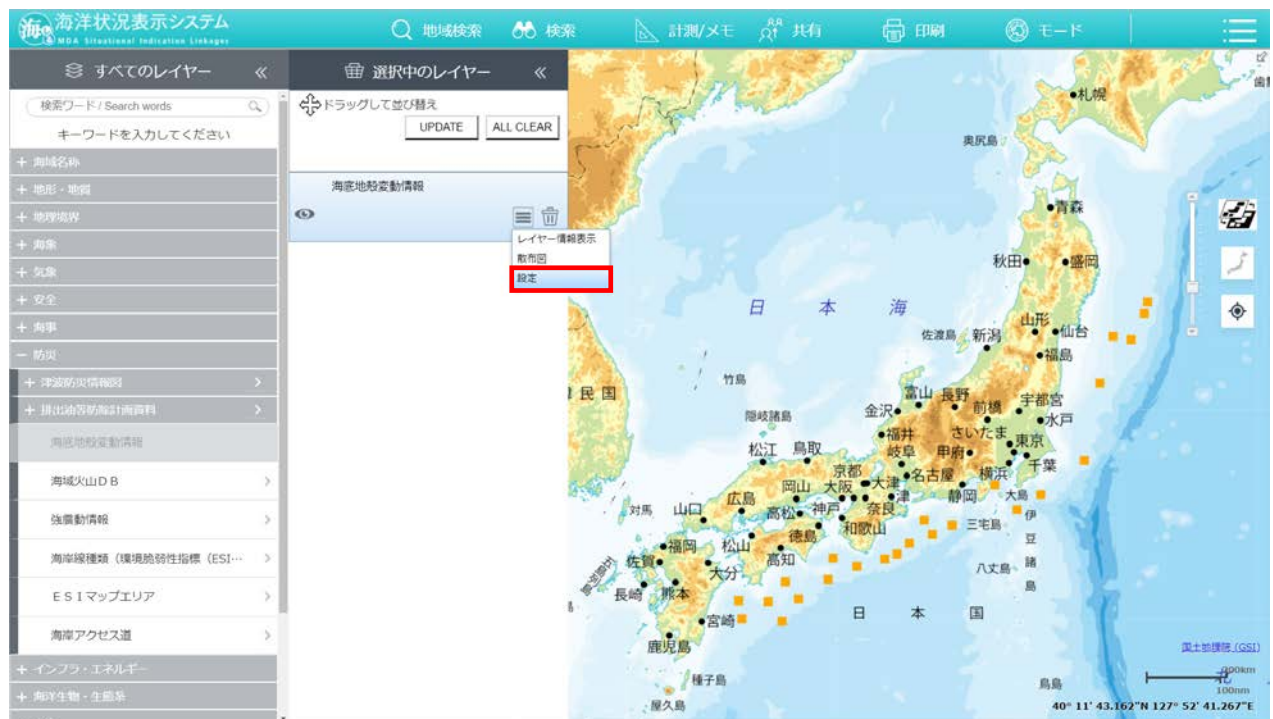 海洋状況表示システム
MDA Situational Indication Linkages
地域検索
検索
計測/メモ
共有
印刷
モード
すべてのレイヤー
選択中のレイヤー
検索ワード / Search words
キーワードを入力してください
+ 海域名称
+ 地形・地質
+ 地理境界
+ 海象
+ 気象
+ 安全
+ 海事
− 防災
+ 津波防災情報図
+ 排出油等防除計画資料
海底地殻変動情報
海域火山DB
強震動情報
海岸線種類（環境脆弱性指標（ESI…
ESIマップエリア
海岸アクセス道
+ インフラ・エネルギー
+ 海洋生物・生態系
ドラッグして並び替え
UPDATE
ALL CLEAR
海底地殻変動情報
レイヤー情報表示
散布図
設定
札幌
奥尻島
青森
秋田
盛岡
日本海
佐渡島
新潟
山形
仙台
福島
竹島
民国
隠岐諸島
富山
長野
金沢
前橋
宇都宮
水戸
福井
さいたま
東京
松江
鳥取
岐阜
甲府
千葉
京都
横浜
岡山
大阪
大津
名古屋
広島
津
静岡
大島
対馬
山口
高松
神戸
奈良
和歌山
三宅島
伊豆諸島
徳島
福岡
松山
高知
佐賀
大分
八丈島
五島列島
長崎
熊本
日本国
宮崎
鹿児島
種子島
鳥島
屋久島
国土地理院 (GSI)
200km
100nm
北
40° 11' 43.162"N 127° 52' 41.267"E